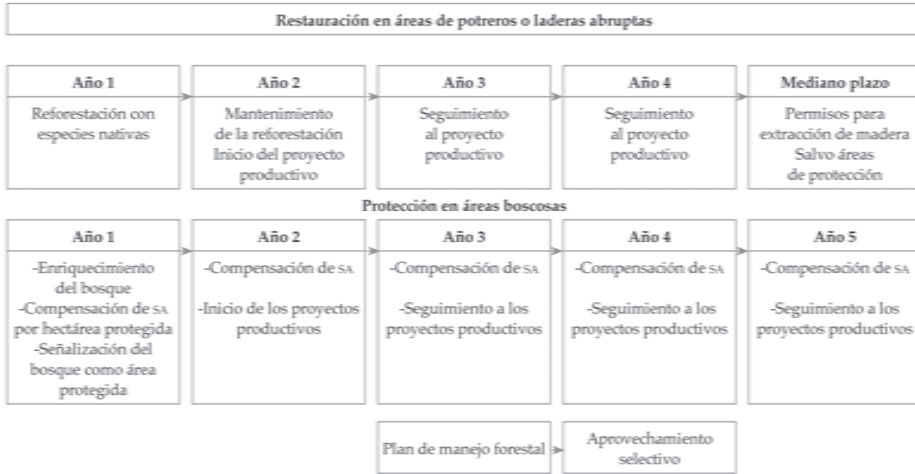 Restauración en áreas de potreros o laderas abruptas
Año 1
Reforestación con
especies nativas
Año 2
Mantenimiento
de la reforestación
Inicio del proyecto
productivo
Año 3
Seguimiento
al proyecto
productivo
Año 4
Seguimiento
al proyecto
productivo
Mediano plazo
Permisos para
extracción de madera
Salvo áreas
de protección
Protección en áreas boscosas
Año 1
-Enriquecimiento
del bosque
-Compensación de SA
por hectárea protegida
-Señalización del
bosque como área
protegida
Año 2
-Compensación de SA
-Inicio de los proyectos
productivos
Año 3
-Compensación de SA
-Seguimiento a los
proyectos productivos
Año 4
-Compensación de SA
-Seguimiento a los
proyectos productivos
Año 5
-Compensación de SA
-Seguimiento a los
proyectos productivos
Plan de manejo forestal
Aprovechamiento
selectivo